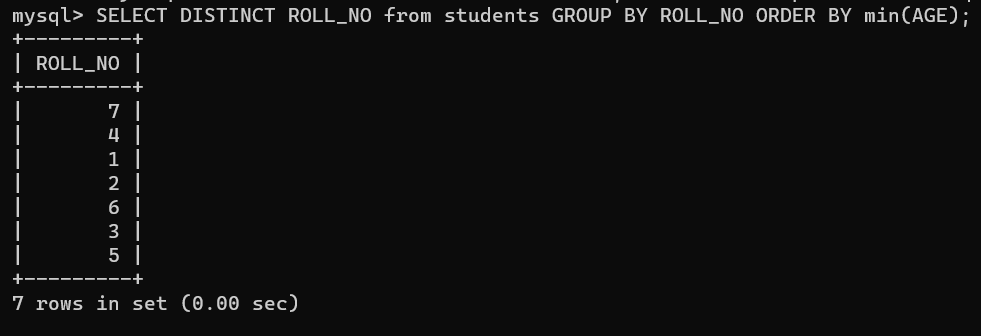 mysql> SELECT DISTINCT ROLL_NO from students GROUP BY ROLL_NO ORDER BY min(AGE);
+---------+
| ROLL_NO |
+---------+
|       7 |
|       4 |
|       1 |
|       2 |
|       6 |
|       3 |
|       5 |
+---------+
7 rows in set (0.00 sec)